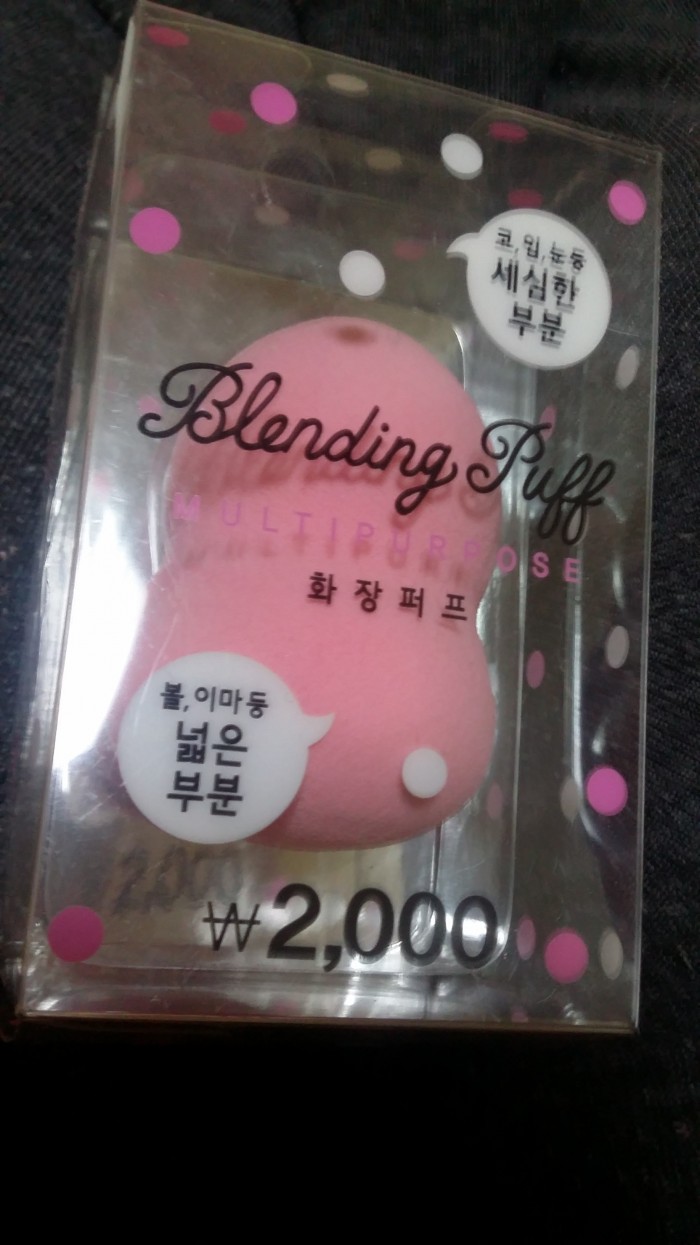 코,입,눈등
세심한
부분
Blending Puff
MULTIPURPOSE
화장퍼프
볼,이마등
넓은
부분
₩2,000